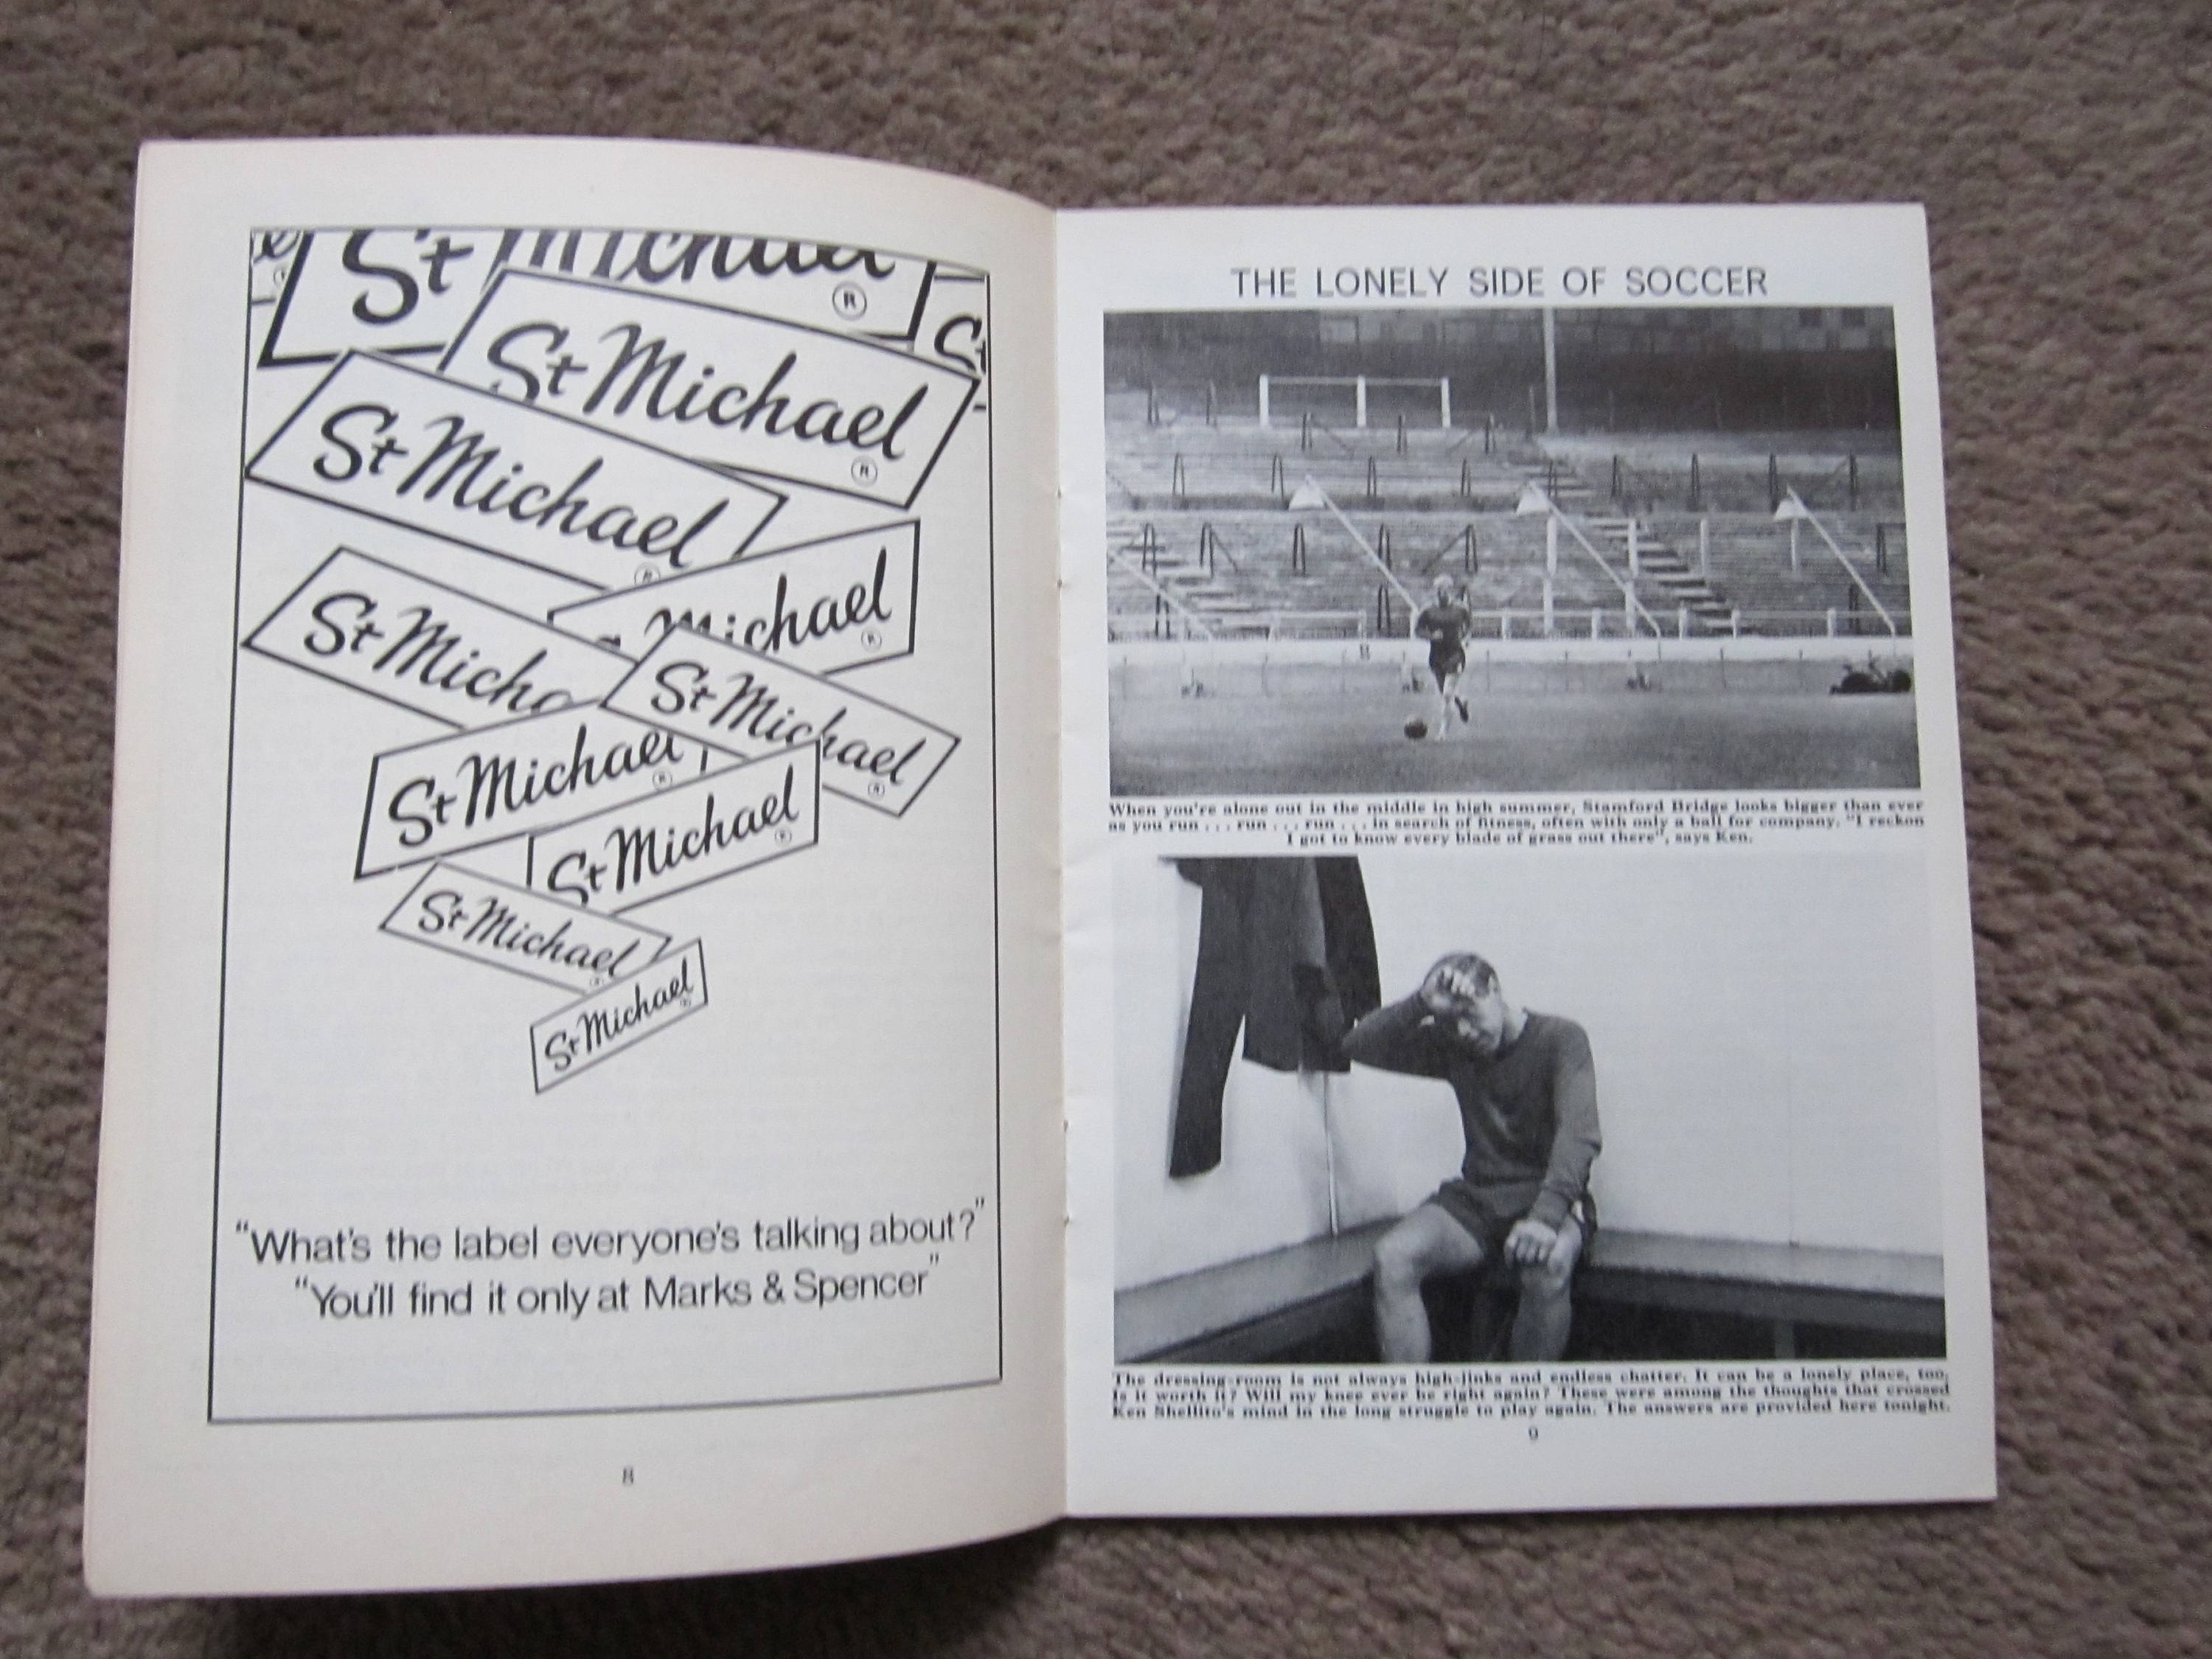 el
St Michael
®
St
St Michael
®
St Michael
®
Michael
®
St Micha
St Michael
®
St Michael
®
St Michael
®
St Michael
®
St Michael
®
"What's the label everyone's talking about?"
"You'll find it only at Marks & Spencer"
8
THE LONELY SIDE OF SOCCER
When you're alone out in the middle in high summer, Stamford Bridge looks bigger than ever
as you run . . . run . . . run . . . in search of fitness, often with only a ball for company. "I reckon
I got to know every blade of grass out there", says Ken.
The dressing-room is not always high-jinks and endless chatter. It can be a lonely place, too.
Is it worth it? Will my knee ever be right again? These were among the thoughts that crossed
Ken Shellito's mind in the long struggle to play again. The answers are provided here tonight.
9